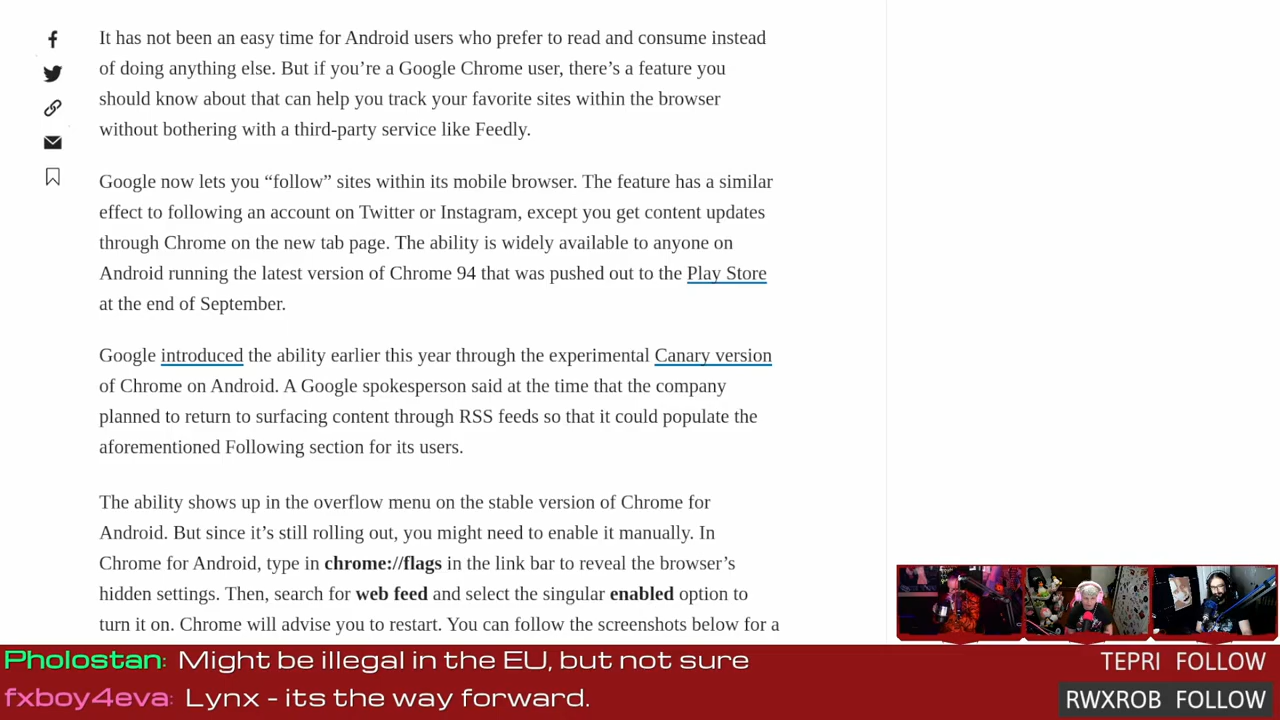 It has not been an easy time for Android users who prefer to read and consume instead
of doing anything else. But if you’re a Google Chrome user, there’s a feature you
should know about that can help you track your favorite sites within the browser
without bothering with a third-party service like Feedly.
Google now lets you “follow” sites within its mobile browser. The feature has a similar
effect to following an account on Twitter or Instagram, except you get content updates
through Chrome on the new tab page. The ability is widely available to anyone on
Android running the latest version of Chrome 94 that was pushed out to the Play Store
at the end of September.
Google introduced the ability earlier this year through the experimental Canary version
of Chrome on Android. A Google spokesperson said at the time that the company
planned to return to surfacing content through RSS feeds so that it could populate the
aforementioned Following section for its users.
The ability shows up in the overflow menu on the stable version of Chrome for
Android. But since it’s still rolling out, you might need to enable it manually. In
Chrome for Android, type in chrome://flags in the link bar to reveal the browser’s
hidden settings. Then, search for web feed and select the singular enabled option to
turn it on. Chrome will advise you to restart. You can follow the screenshots below for a
Pholostan: Might be illegal in the EU, but not sure
fxboy4eva: Lynx - its the way forward.
TEPRI FOLLOW
RWXROB FOLLOW